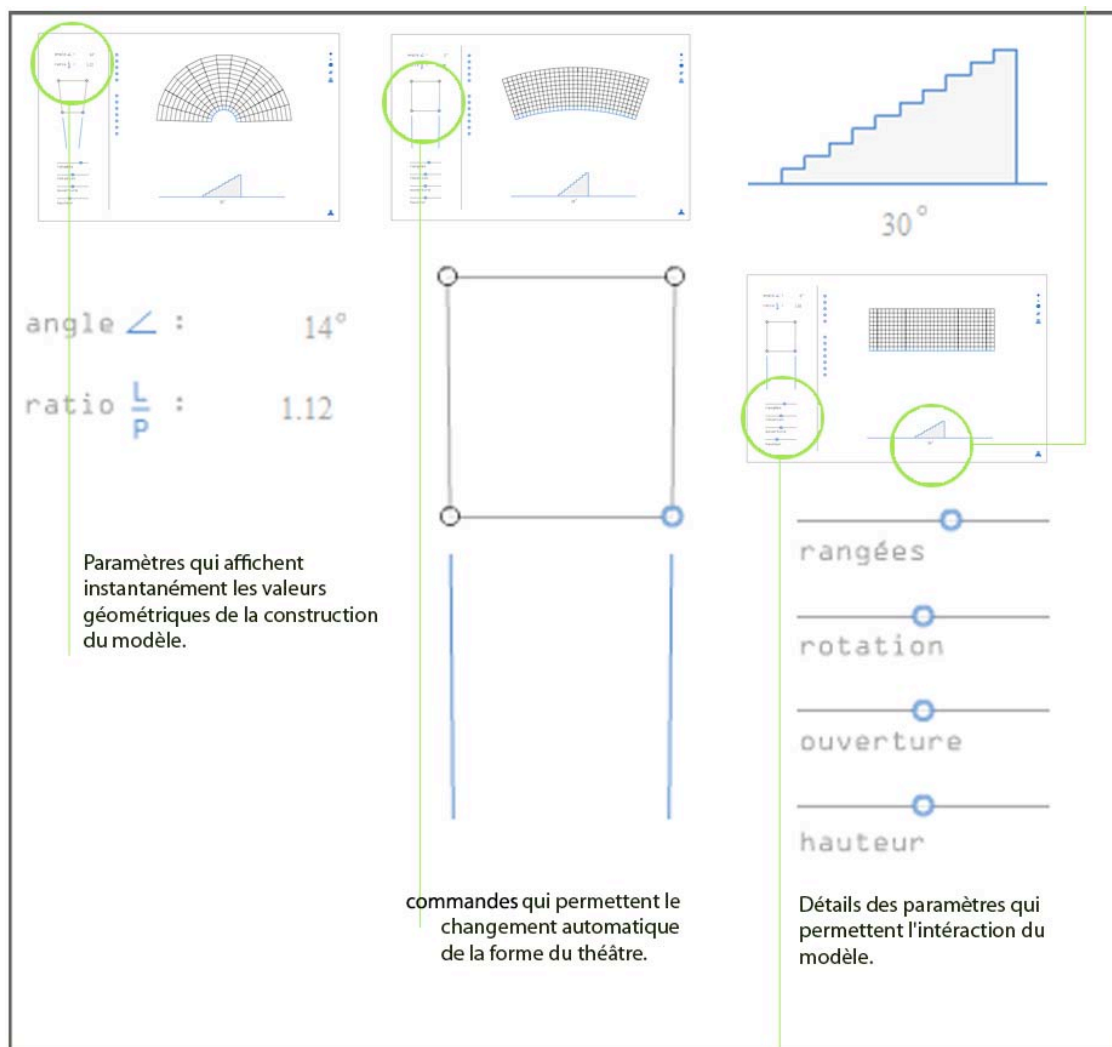 30°
angle ∠ : 14°
ratio L/P : 1.12
Paramètres qui affichent
instantanément les valeurs
géométriques de la construction
du modèle.
commandes qui permettent le
changement automatique
de la forme du théâtre.
rangées
rotation
ouverture
hauteur
Détails des paramètres qui
permettent l'intéraction du
modèle.